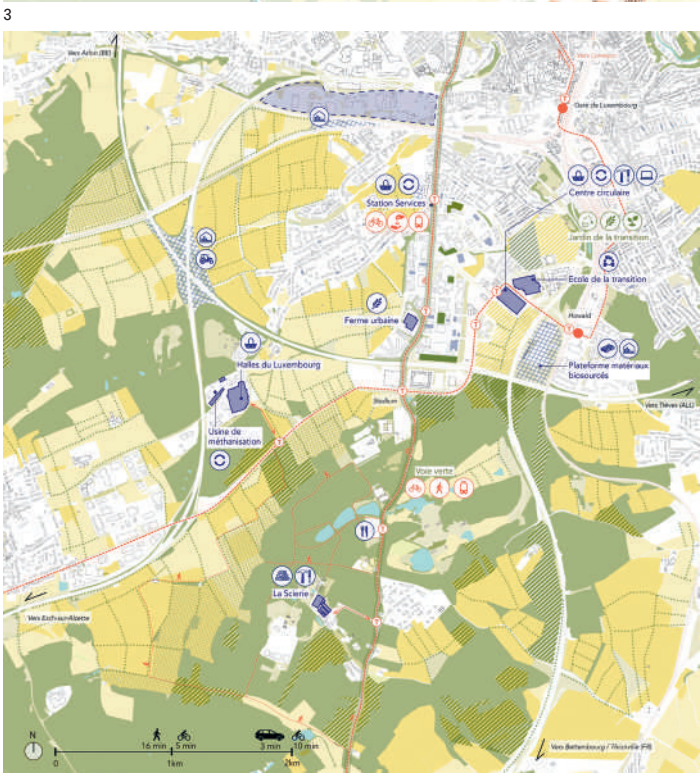 3
Vers Arlon (BE)
Gare de Luxembourg
Centre circulaire
Station Services
Jardin de la transition
Ecole de la transition
Ferme urbaine
Howald
Halles du Luxembourg
Plateforme matériaux
biosourcés
Stadium
Vers Trèves (ALL)
Usine de
méthanisation
Voie verte
La Scierie
Vers Esch-sur-Alzette
N
16 min
5 min
3 min
10 min
0
1km
2km
Vers Bettembourg / Thionville (FR)
T
T
T
T
T
T
T
T
T
T